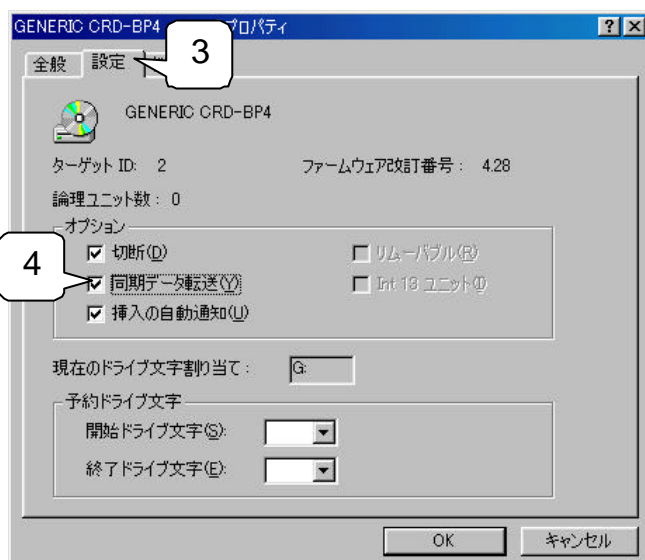 GENERIC CRD-BP4 プロパティ
3
全般 設定
GENERIC CRD-BP4
ターゲット ID: 2 ファームウェア改訂番号: 4.28
論理ユニット数: 0
オプション
切断(D) リムーバブル(R)
4
同期データ転送(Y) Int 13 ユニット(I)
挿入の自動通知(U)
現在のドライブ文字割り当て: G:
予約ドライブ文字
開始ドライブ文字(S):
終了ドライブ文字(E):
OK キャンセル